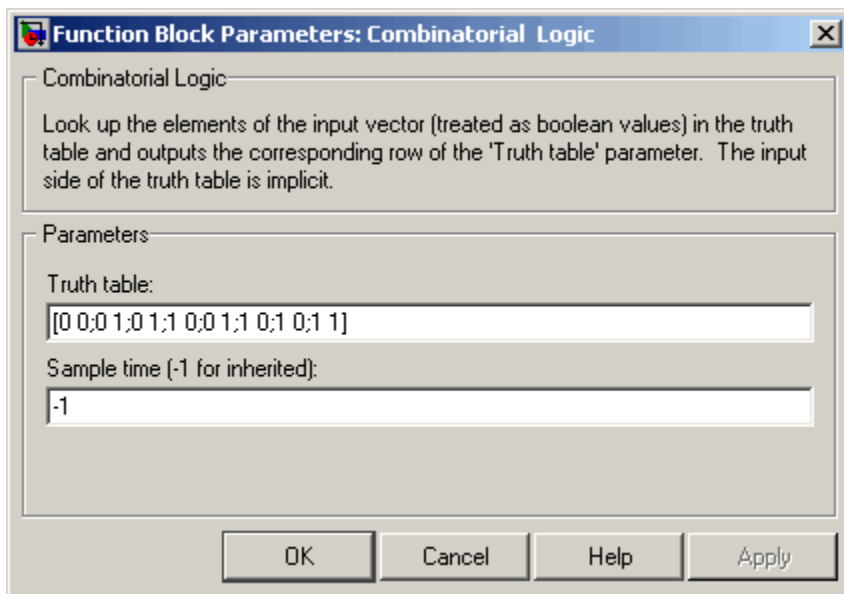 Function Block Parameters: Combinatorial Logic
Combinatorial Logic
Look up the elements of the input vector (treated as boolean values) in the truth
table and outputs the corresponding row of the 'Truth table' parameter. The input
side of the truth table is implicit.
Parameters
Truth table:
[0 0;0 1;0 1;1 0;0 1;1 0;1 0;1 1]
Sample time (-1 for inherited):
-1
OK Cancel Help Apply